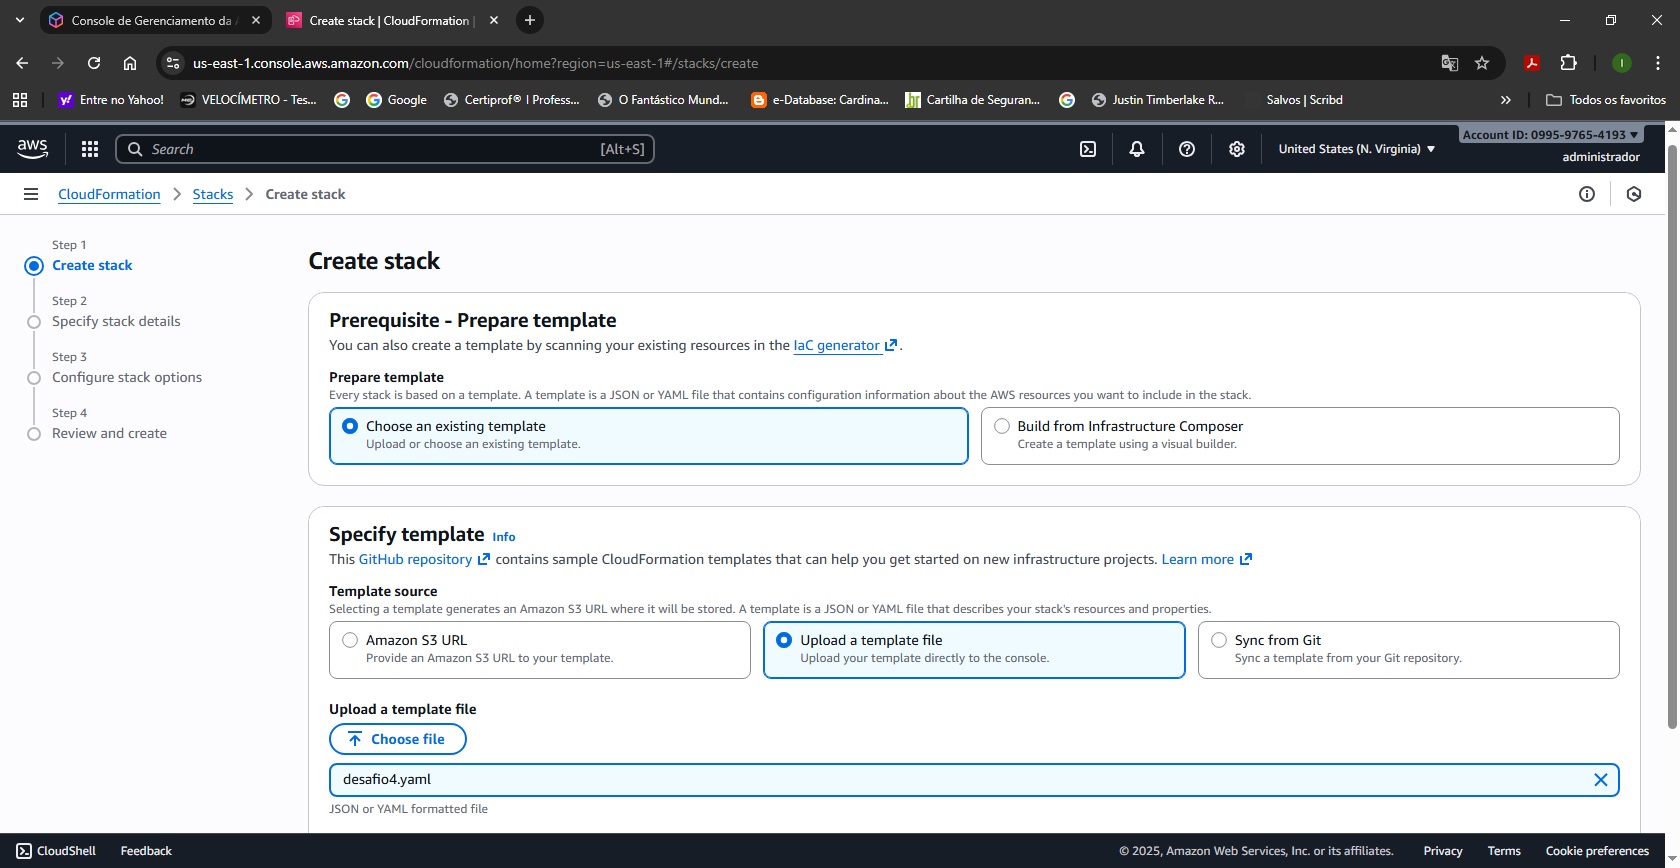 Console de Gerenciamento da
Create stack | CloudFormation |
us-east-1.console.aws.amazon.com/cloudformation/home?region=us-east-1#/stacks/create
Entre no Yahoo!
VELOCÍMETRO - Tes...
Google
Certiprof® | Profess...
O Fantástico Mund...
e-Database: Cardina...
Cartilha de Seguran...
Justin Timberlake R...
Salvos | Scribd
Todos os favoritos
aws
Search
[Alt+S]
United States (N. Virginia)
Account ID: 0995-9765-4193
administrador
CloudFormation
Stacks
Create stack
Step 1
Create stack
Step 2
Specify stack details
Step 3
Configure stack options
Step 4
Review and create
Create stack
Prerequisite - Prepare template
You can also create a template by scanning your existing resources in the IaC generator.
Prepare template
Every stack is based on a template. A template is a JSON or YAML file that contains configuration information about the AWS resources you want to include in the stack.
Choose an existing template
Upload or choose an existing template.
Build from Infrastructure Composer
Create a template using a visual builder.
Specify template Info
This GitHub repository contains sample CloudFormation templates that can help you get started on new infrastructure projects. Learn more
Template source
Selecting a template generates an Amazon S3 URL where it will be stored. A template is a JSON or YAML file that describes your stack's resources and properties.
Amazon S3 URL
Provide an Amazon S3 URL to your template.
Upload a template file
Upload your template directly to the console.
Sync from Git
Sync a template from your Git repository.
Upload a template file
Choose file
desafio4.yaml
JSON or YAML formatted file
CloudShell
Feedback
© 2025, Amazon Web Services, Inc. or its affiliates.
Privacy
Terms
Cookie preferences